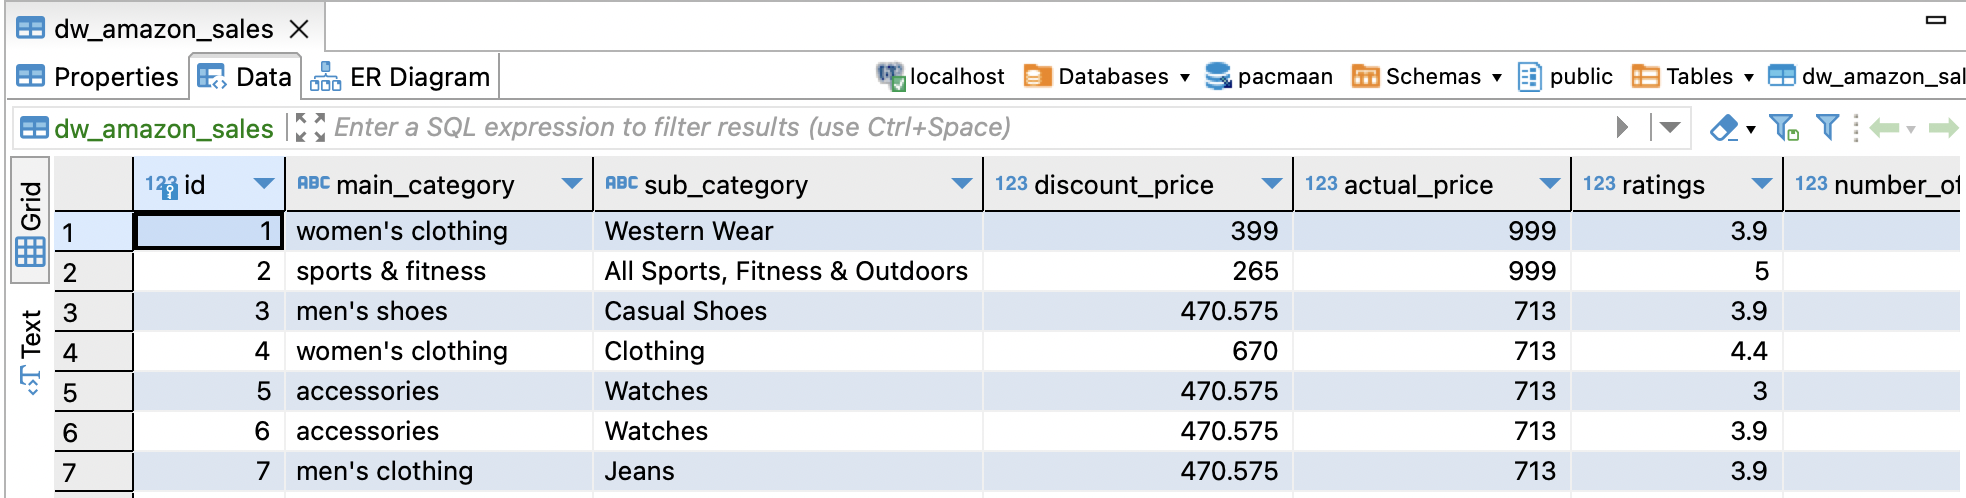 dw_amazon_sales
Properties Data ER Diagram localhost Databases pacmaan Schemas public Tables dw_amazon_sal
dw_amazon_sales Enter a SQL expression to filter results (use Ctrl+Space)
Grid
Text
123 id ABC main_category ABC sub_category 123 discount_price 123 actual_price 123 ratings 123 number_of
1 1 women's clothing Western Wear 399 999 3.9
2 2 sports & fitness All Sports, Fitness & Outdoors 265 999 5
3 3 men's shoes Casual Shoes 470.575 713 3.9
4 4 women's clothing Clothing 670 713 4.4
5 5 accessories Watches 470.575 713 3
6 6 accessories Watches 470.575 713 3.9
7 7 men's clothing Jeans 470.575 713 3.9